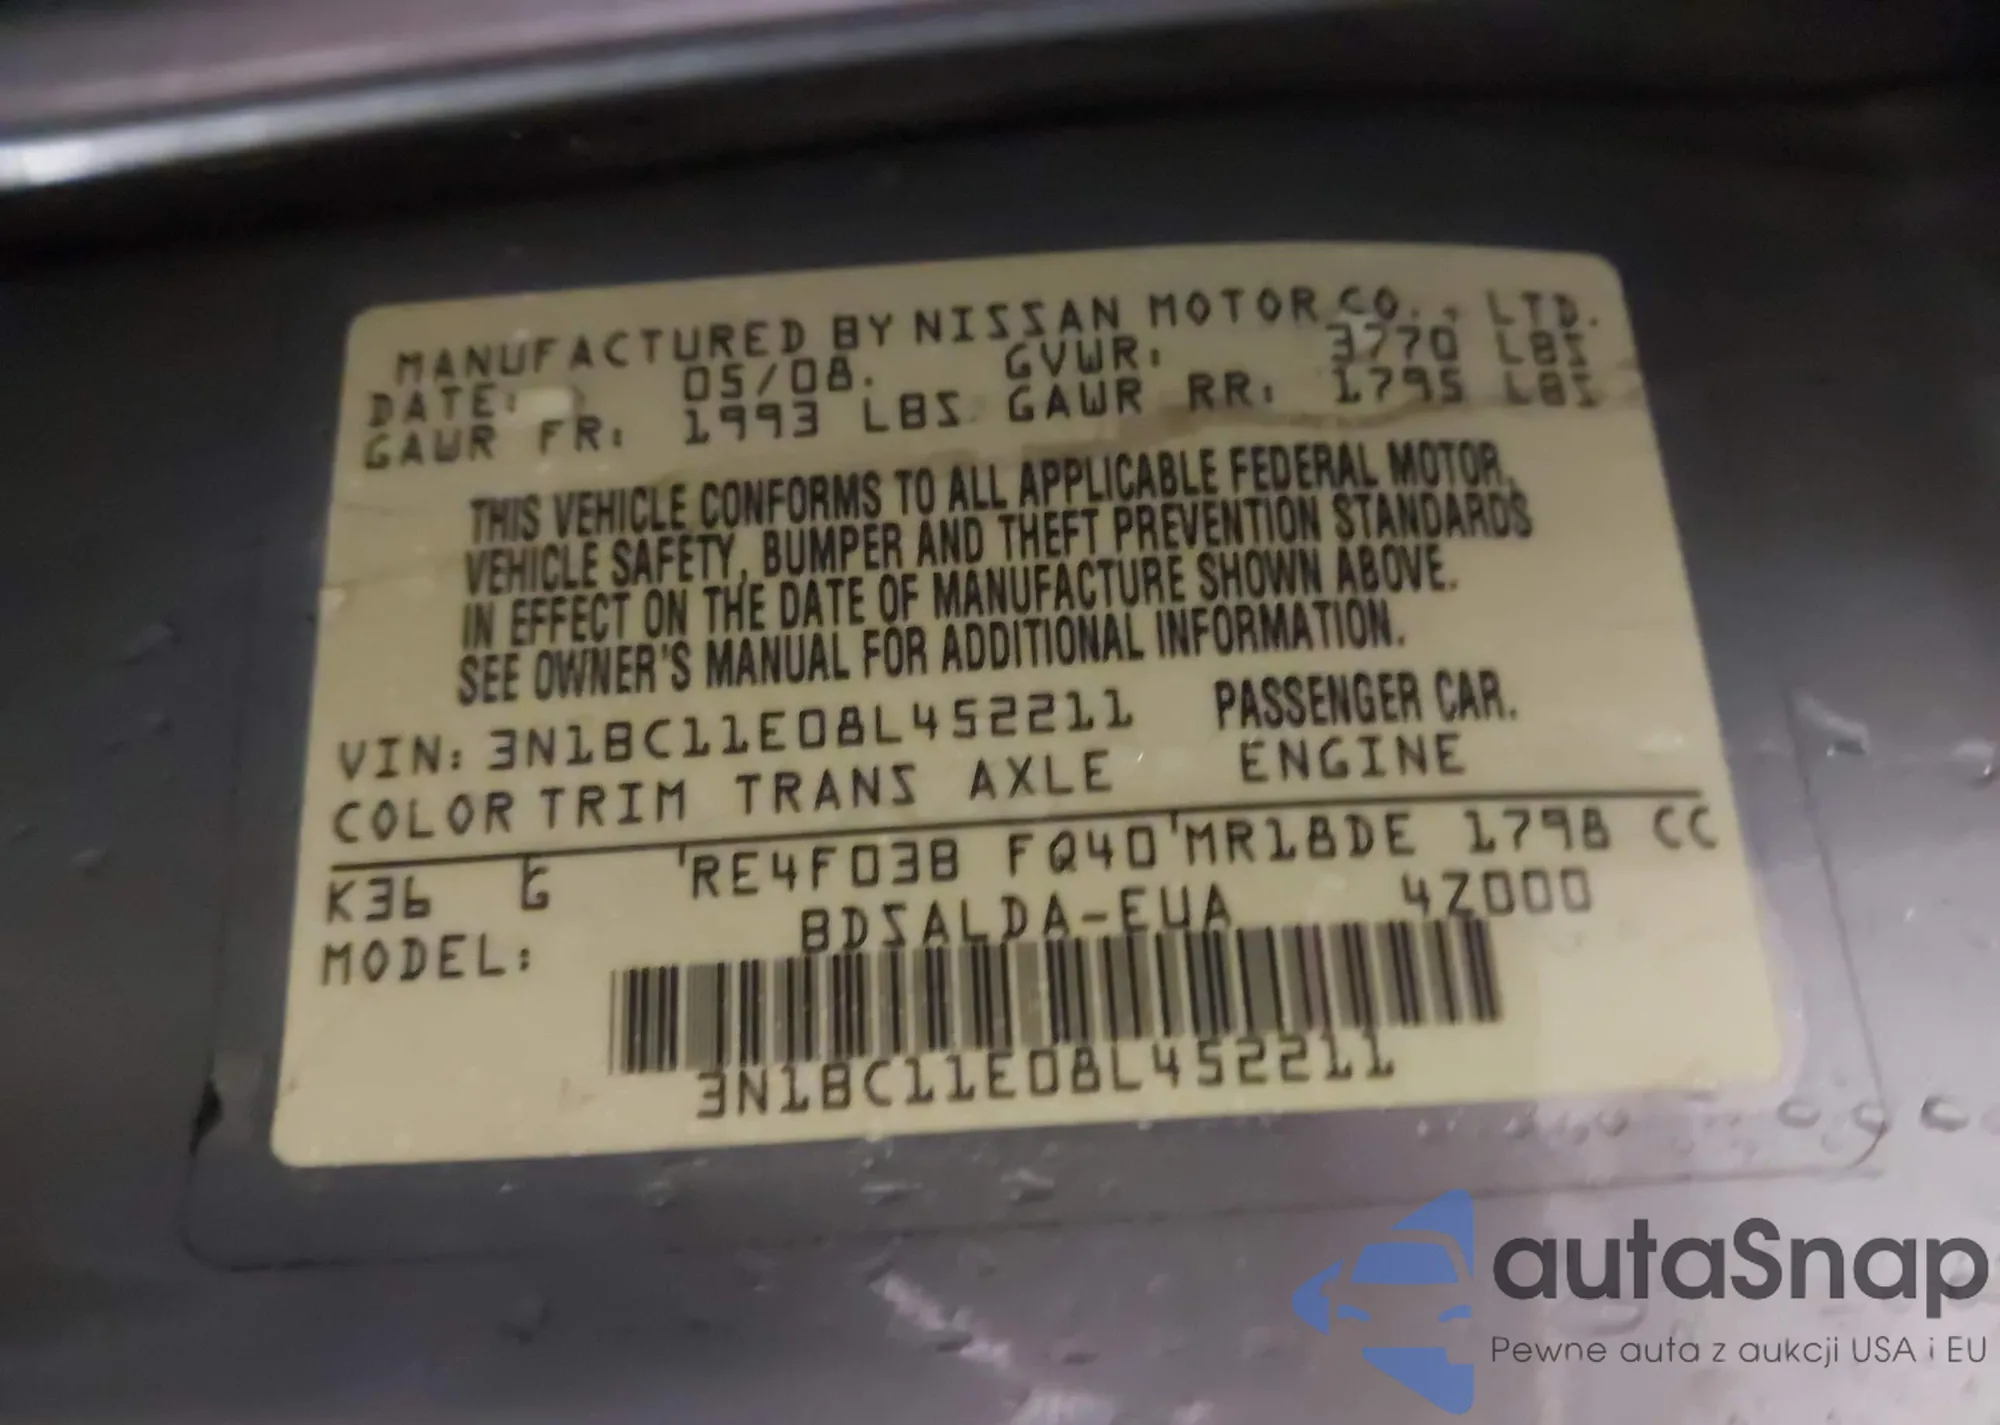 MANUFACTURED BY NISSAN MOTOR CO., LTD.
DATE: 05/08. GVWR: 3770 LBS
GAWR FR: 1993 LBS. GAWR RR: 1795 LBS
THIS VEHICLE CONFORMS TO ALL APPLICABLE FEDERAL MOTOR
VEHICLE SAFETY, BUMPER AND THEFT PREVENTION STANDARDS
IN EFFECT ON THE DATE OF MANUFACTURE SHOWN ABOVE.
SEE OWNER'S MANUAL FOR ADDITIONAL INFORMATION.
VIN: 3N1BC11E08L452211 PASSENGER CAR.
COLOR TRIM TRANS AXLE ENGINE
K36 G 'RE4F03B FQ40'MR18DE 1798 CC
MODEL: BDSALDA-EUA 4Z000
3N1BC11E08L452211
autaSnap
Pewne auta z aukcji USA i EU